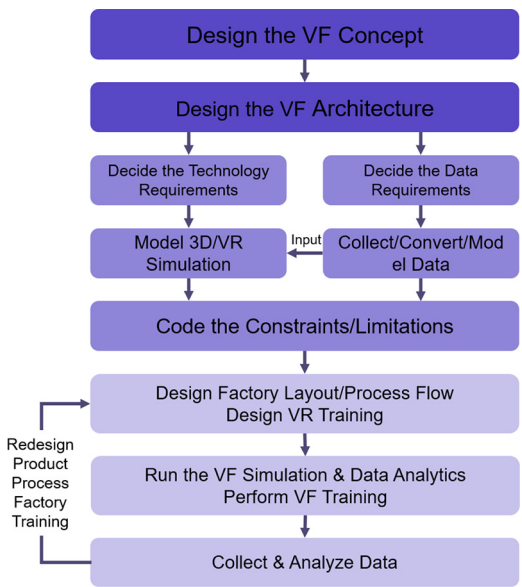 Design the VF Concept
Design the VF Architecture
Decide the Technology
Requirements
Decide the Data
Requirements
Model 3D/VR
Simulation
Input
Collect/Convert/Mod
el Data
Code the Constraints/Limitations
Design Factory Layout/Process Flow
Design VR Training
Redesign
Product
Process
Factory
Training
Run the VF Simulation & Data Analytics
Perform VF Training
Collect & Analyze Data